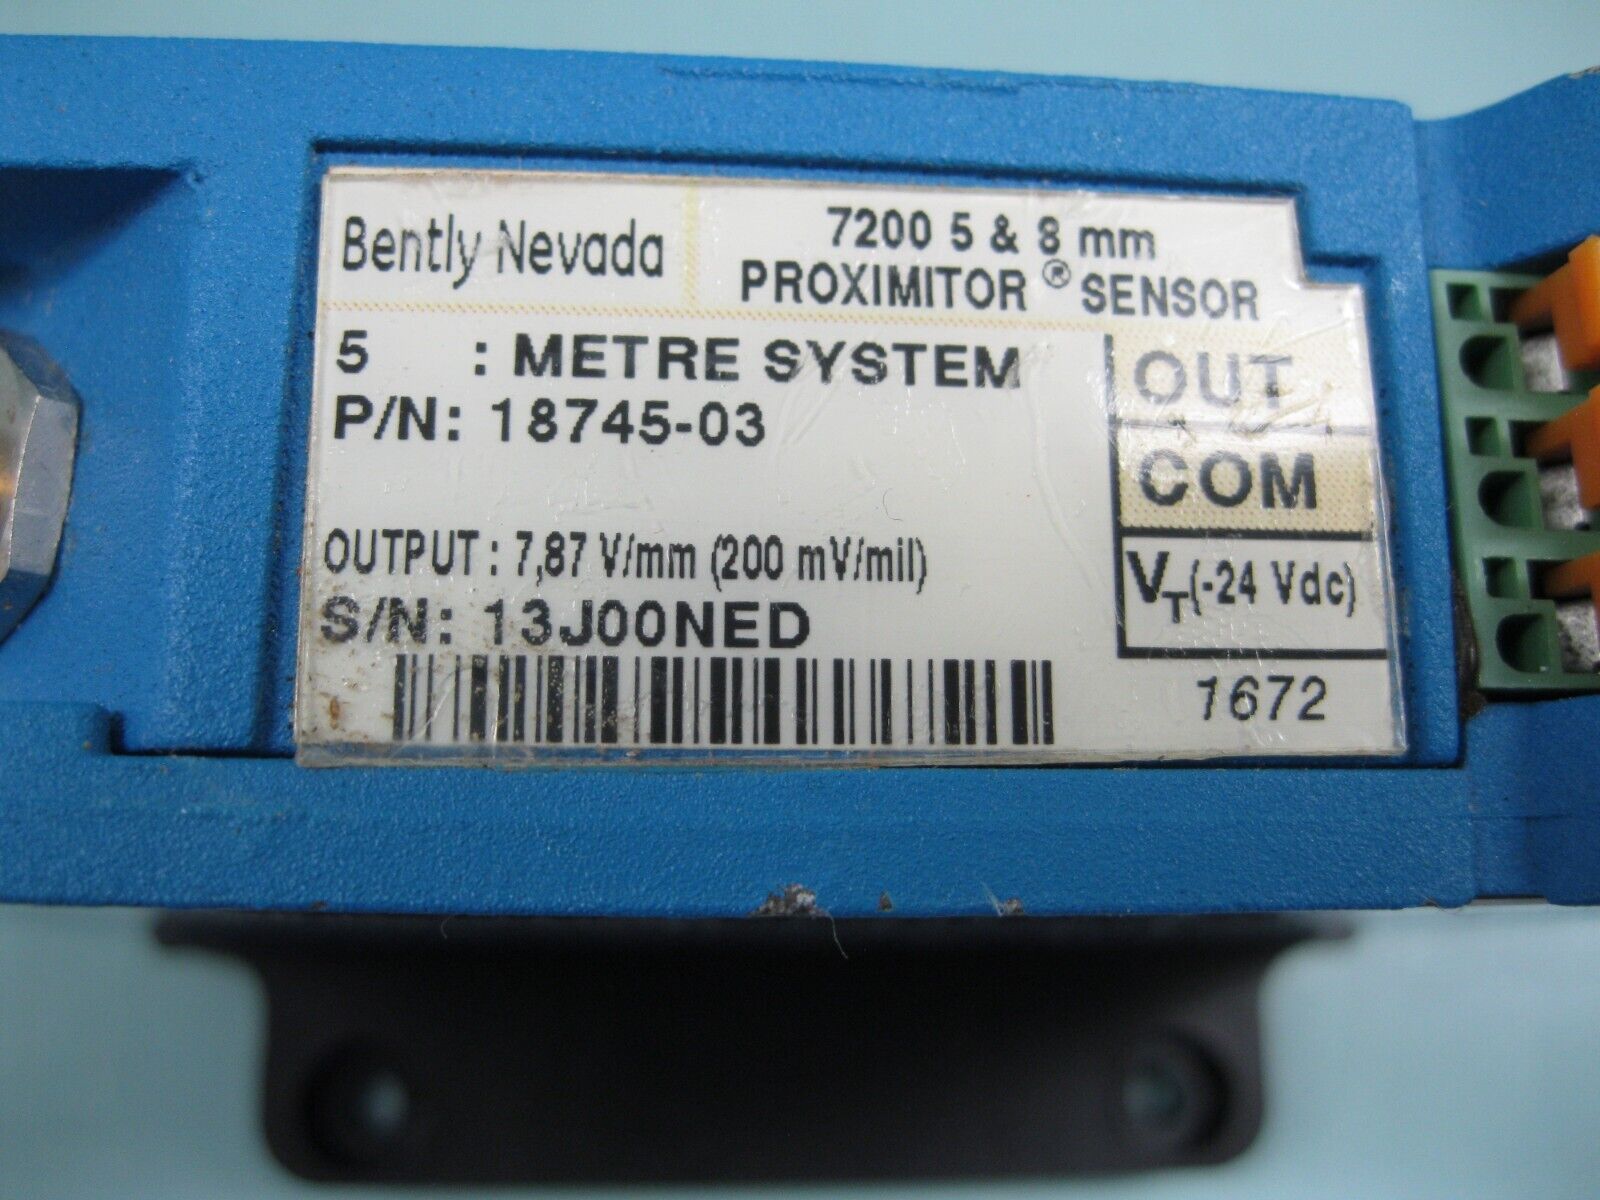 Bently Nevada
7200 5 & 8 mm
PROXIMITOR ® SENSOR
5 : METRE SYSTEM
P/N: 18745-03
OUTPUT : 7,87 V/mm (200 mV/mil)
S/N: 13J00NED
OUT
COM
VT (-24 Vdc)
1672